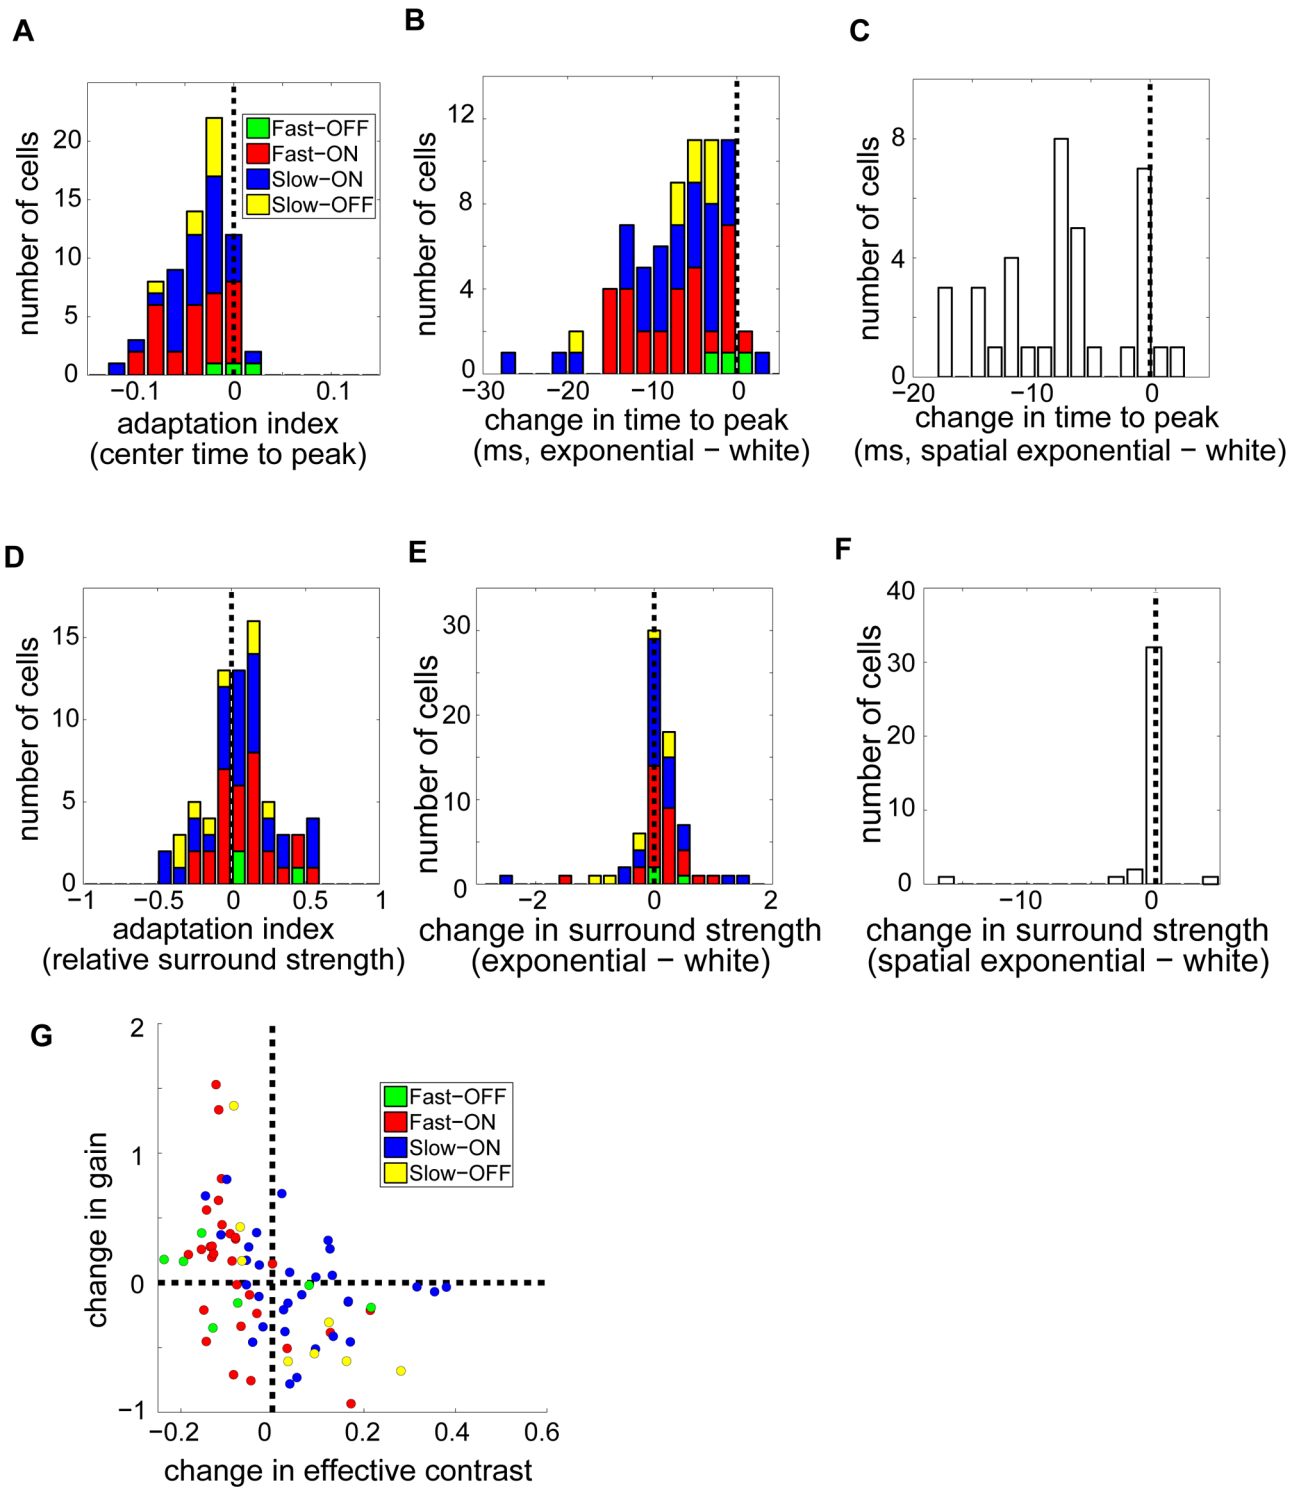 A
number of cells
20
15
10
5
0
Fast−OFF
Fast−ON
Slow−ON
Slow−OFF
−0.1
0
0.1
adaptation index
(center time to peak)
B
number of cells
12
8
4
0
−30
−20
−10
0
change in time to peak
(ms, exponential − white)
C
number of cells
8
4
0
−20
−10
0
change in time to peak
(ms, spatial exponential − white)
D
number of cells
15
10
5
0
−1
−0.5
0
0.5
1
adaptation index
(relative surround strength)
E
number of cells
30
20
10
0
−2
0
2
change in surround strength
(exponential − white)
F
number of cells
40
30
20
10
0
−10
0
change in surround strength
(spatial exponential − white)
G
change in gain
2
1
0
−1
Fast−OFF
Fast−ON
Slow−ON
Slow−OFF
−0.2
0
0.2
0.4
0.6
change in effective contrast